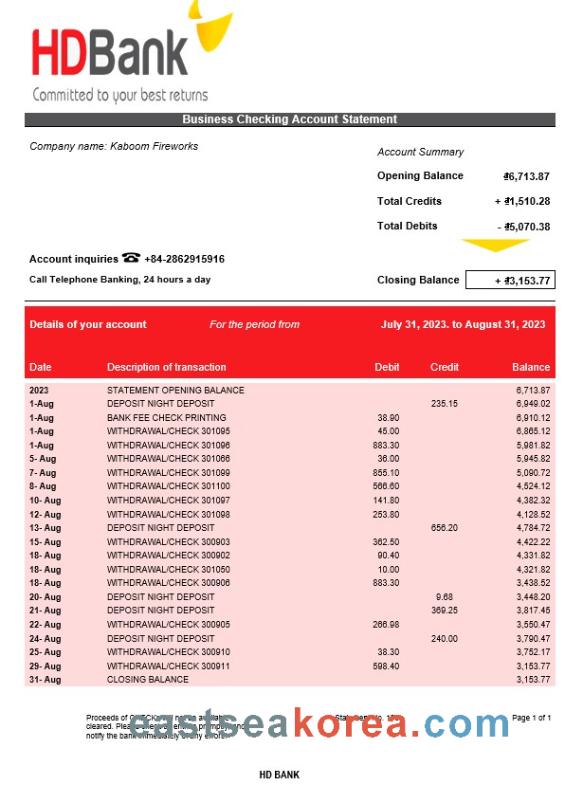 HDBank
Committed to your best returns
Business Checking Account Statement
Company name: Kaboom Fireworks
Account Summary
Opening Balance ₫6,713.87
Total Credits + ₫1,510.28
Total Debits - ₫5,070.38
Account inquiries ☎ +84-2862915916
Call Telephone Banking, 24 hours a day
Closing Balance + ₫3,153.77
Details of your account For the period from July 31, 2023. to August 31, 2023
Date Description of transaction Debit Credit Balance
2023 STATEMENT OPENING BALANCE 6,713.87
1-Aug DEPOSIT NIGHT DEPOSIT 235.15 6,949.02
1-Aug BANK FEE CHECK PRINTING 38.90 6,910.12
1-Aug WITHDRAWAL/CHECK 301095 45.00 6,865.12
1-Aug WITHDRAWAL/CHECK 301096 883.30 5,981.82
5- Aug WITHDRAWAL/CHECK 301066 36.00 5,945.82
7- Aug WITHDRAWAL/CHECK 301099 855.10 5,090.72
8- Aug WITHDRAWAL/CHECK 301100 566.60 4,524.12
10- Aug WITHDRAWAL/CHECK 301097 141.80 4,382.32
12- Aug WITHDRAWAL/CHECK 301098 253.80 4,128.52
13- Aug DEPOSIT NIGHT DEPOSIT 656.20 4,784.72
15- Aug WITHDRAWAL/CHECK 300903 362.50 4,422.22
18- Aug WITHDRAWAL/CHECK 300902 90.40 4,331.82
18- Aug WITHDRAWAL/CHECK 301050 10.00 4,321.82
18- Aug WITHDRAWAL/CHECK 300906 883.30 3,438.52
20- Aug DEPOSIT NIGHT DEPOSIT 9.68 3,448.20
21- Aug DEPOSIT NIGHT DEPOSIT 369.25 3,817.45
22- Aug WITHDRAWAL/CHECK 300905 266.98 3,550.47
24- Aug DEPOSIT NIGHT DEPOSIT 240.00 3,790.47
25- Aug WITHDRAWAL/CHECK 300910 38.30 3,752.17
29- Aug WITHDRAWAL/CHECK 300911 598.40 3,153.77
31- Aug CLOSING BALANCE 3,153.77
Proceeds of Page 1 of 1
cleared.
notify the bank immediately of any errors.
eastseakorea.com
HD BANK